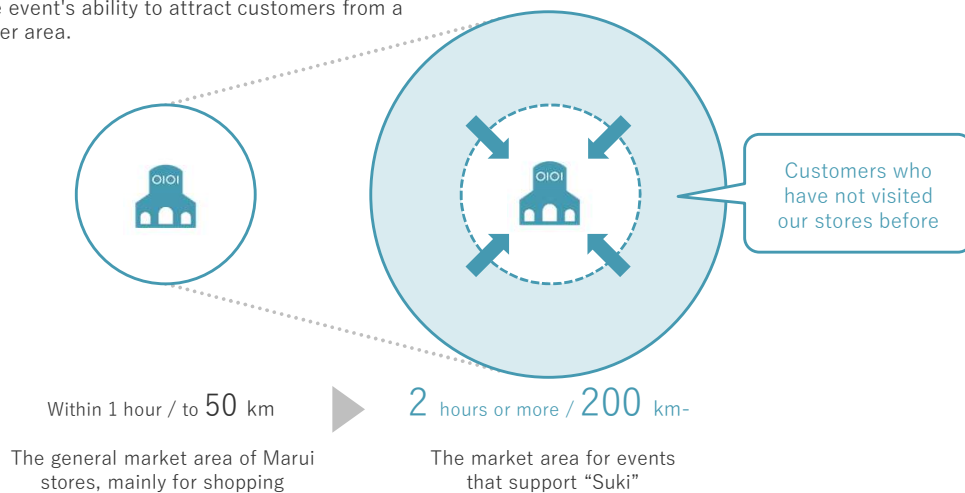 event's ability to attract customers from a
area.
OIOI
OIOI
Customers who
have not visited
our stores before
Within 1 hour / to 50 km
2 hours or more / 200 km-
The general market area of Marui
stores, mainly for shopping
The market area for events
that support “Suki”